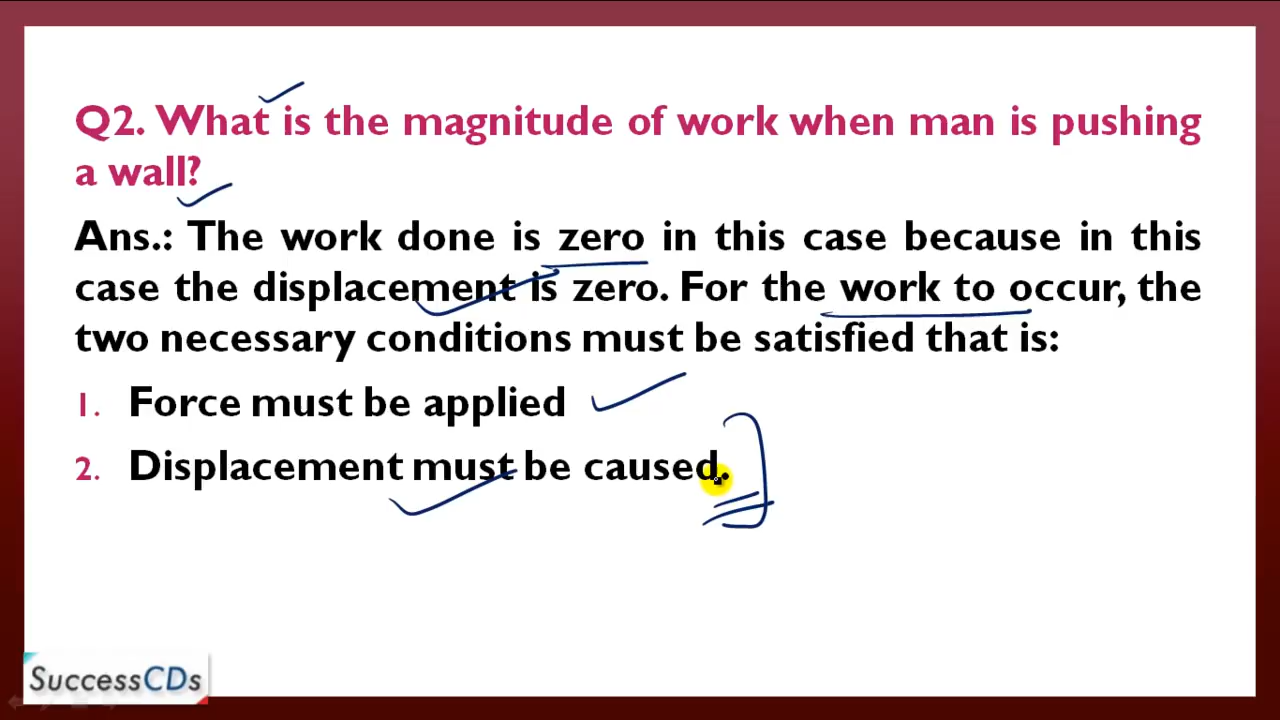 Q2. What is the magnitude of work when man is pushing
a wall?
Ans.: The work done is zero in this case because in this
case the displacement is zero. For the work to occur, the
two necessary conditions must be satisfied that is:
1. Force must be applied
2. Displacement must be caused.
SuccessCDs